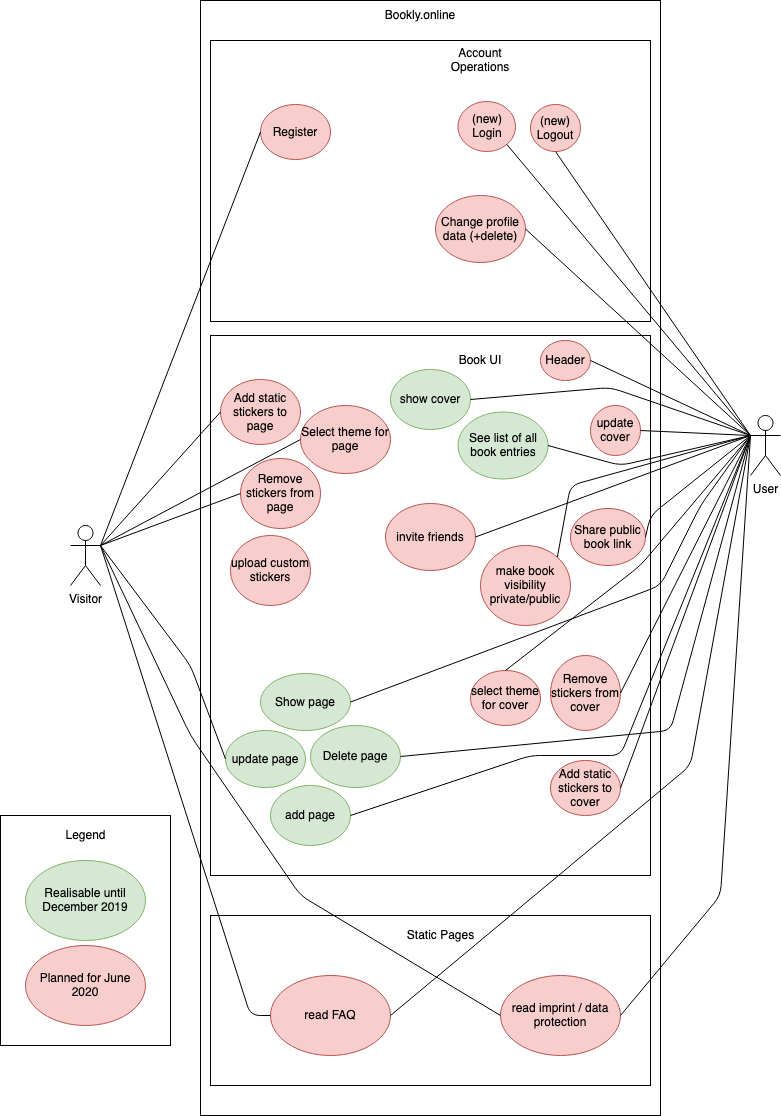 Bookly.online
Account
Operations
Register
(new)
Login
(new)
Logout
Change profile
data (+delete)
Book UI
Header
show cover
Add static
stickers to
page
Select theme for
page
update
cover
See list of all
book entries
Remove
stickers from
page
User
invite friends
Share public
book link
upload custom
stickers
make book
visibility
private/public
Visitor
Show page
select theme
for cover
Remove
stickers from
cover
update page
Delete page
Add static
stickers to
cover
add page
Legend
Realisable until
December 2019
Planned for June
2020
Static Pages
read FAQ
read imprint / data
protection